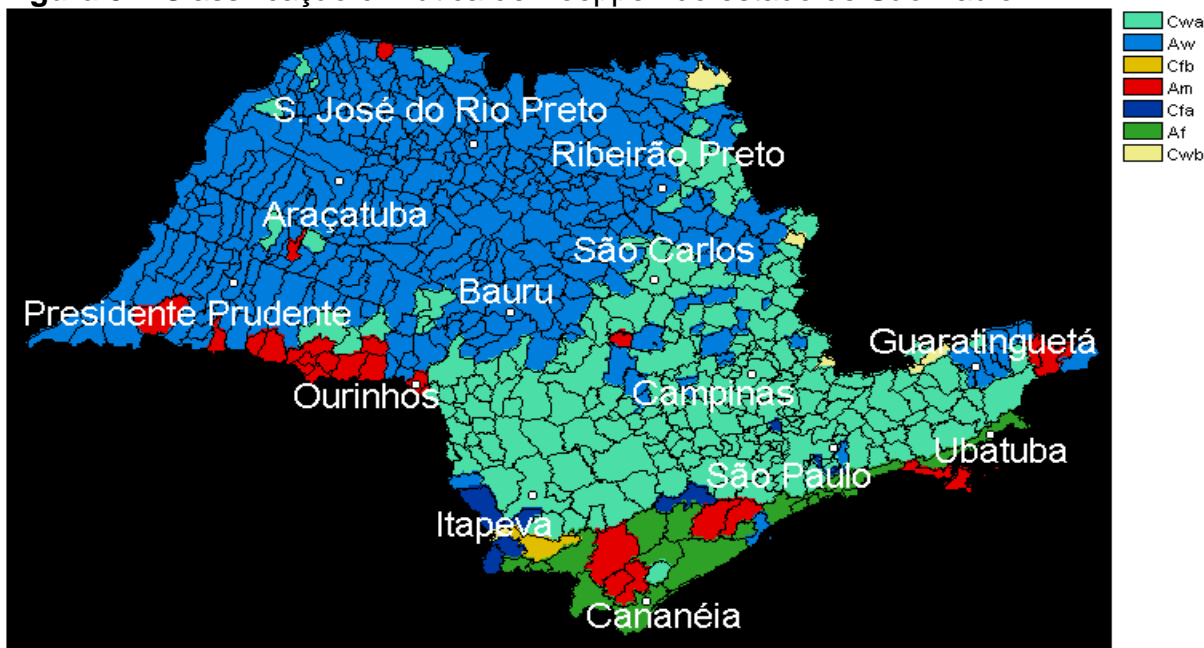 Cwa
Aw
Cfb
Am
Cfa
Af
Cwb
S. José do Rio Preto
Ribeirão Preto
Araçatuba
São Carlos
Bauru
Presidente Prudente
Guaratinguetá
Ourinhos
Campinas
Ubatuba
São Paulo
Itapeva
Cananéia